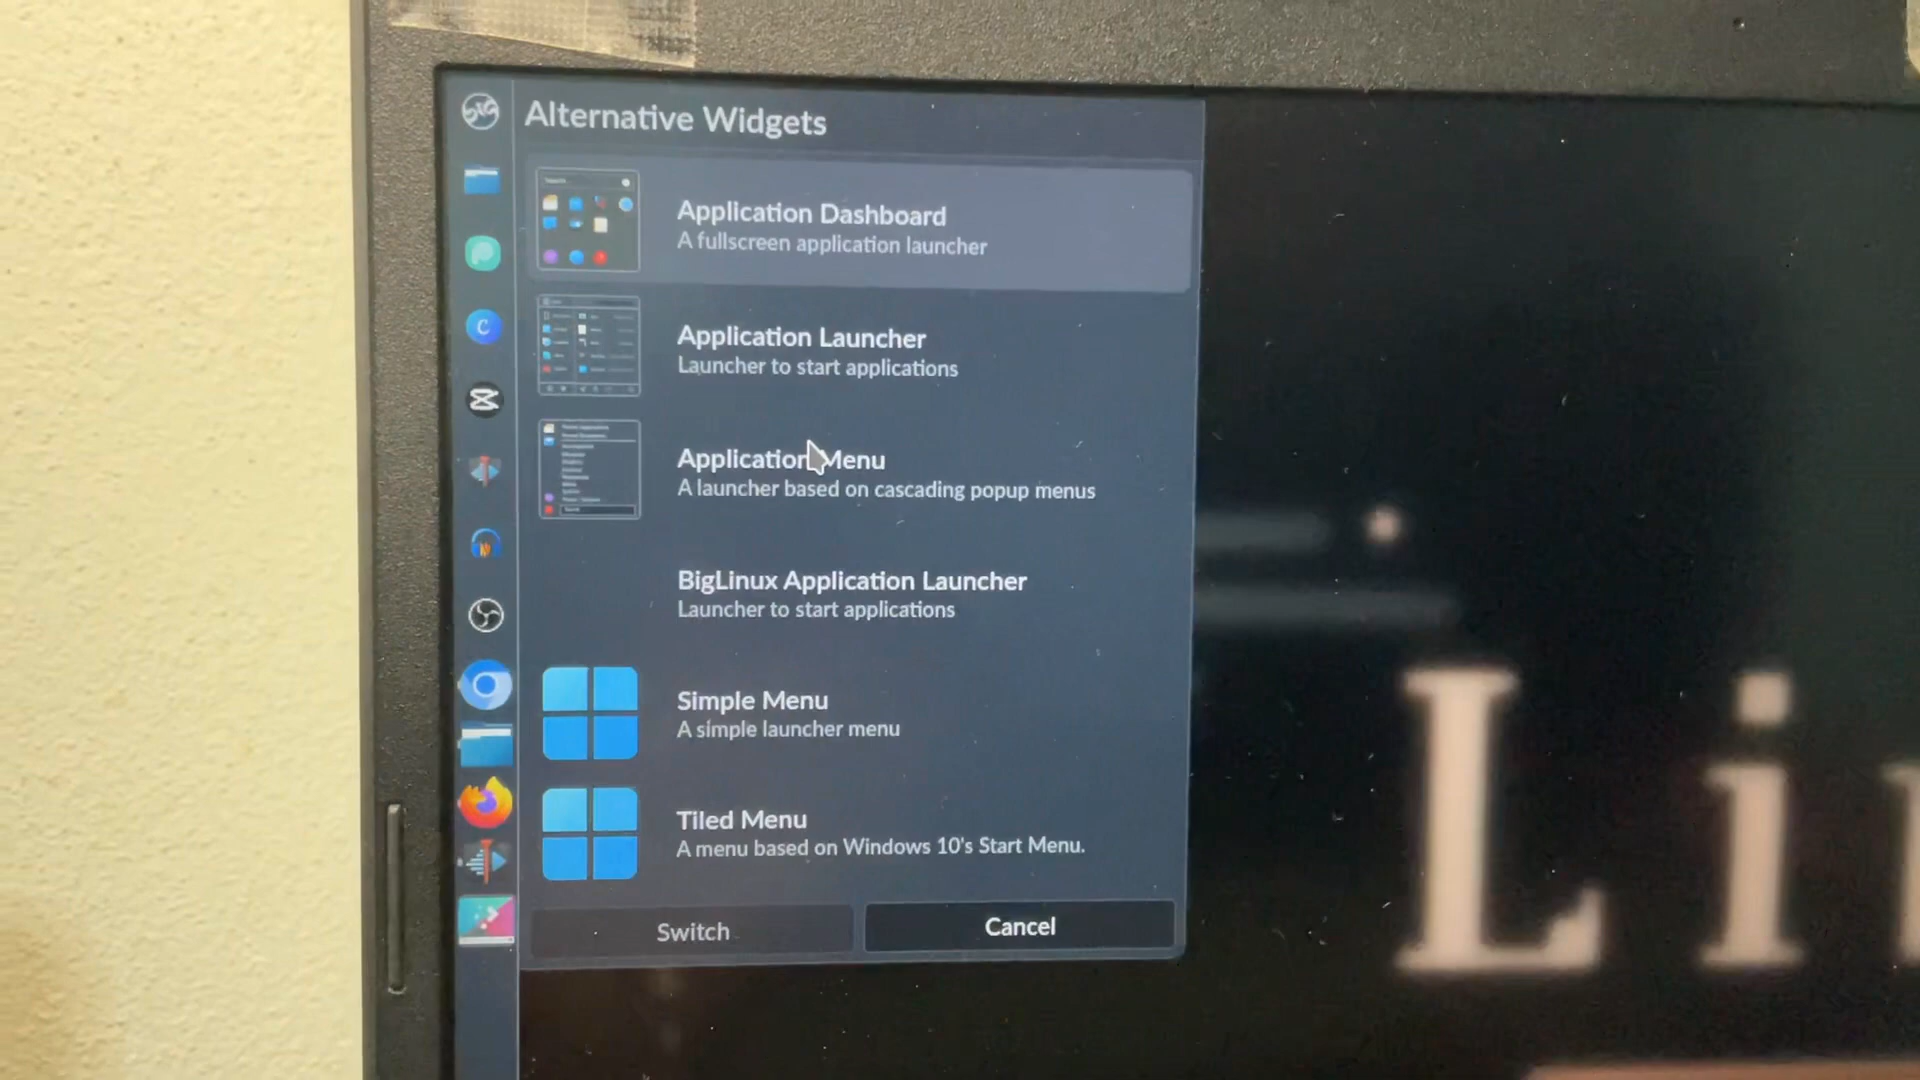 BIG
Alternative Widgets
Application Dashboard
A fullscreen application launcher
Application Launcher
Launcher to start applications
Application Menu
A launcher based on cascading popup menus
BigLinux Application Launcher
Launcher to start applications
Simple Menu
A simple launcher menu
Tiled Menu
A menu based on Windows 10's Start Menu.
Switch
Cancel
C
Li